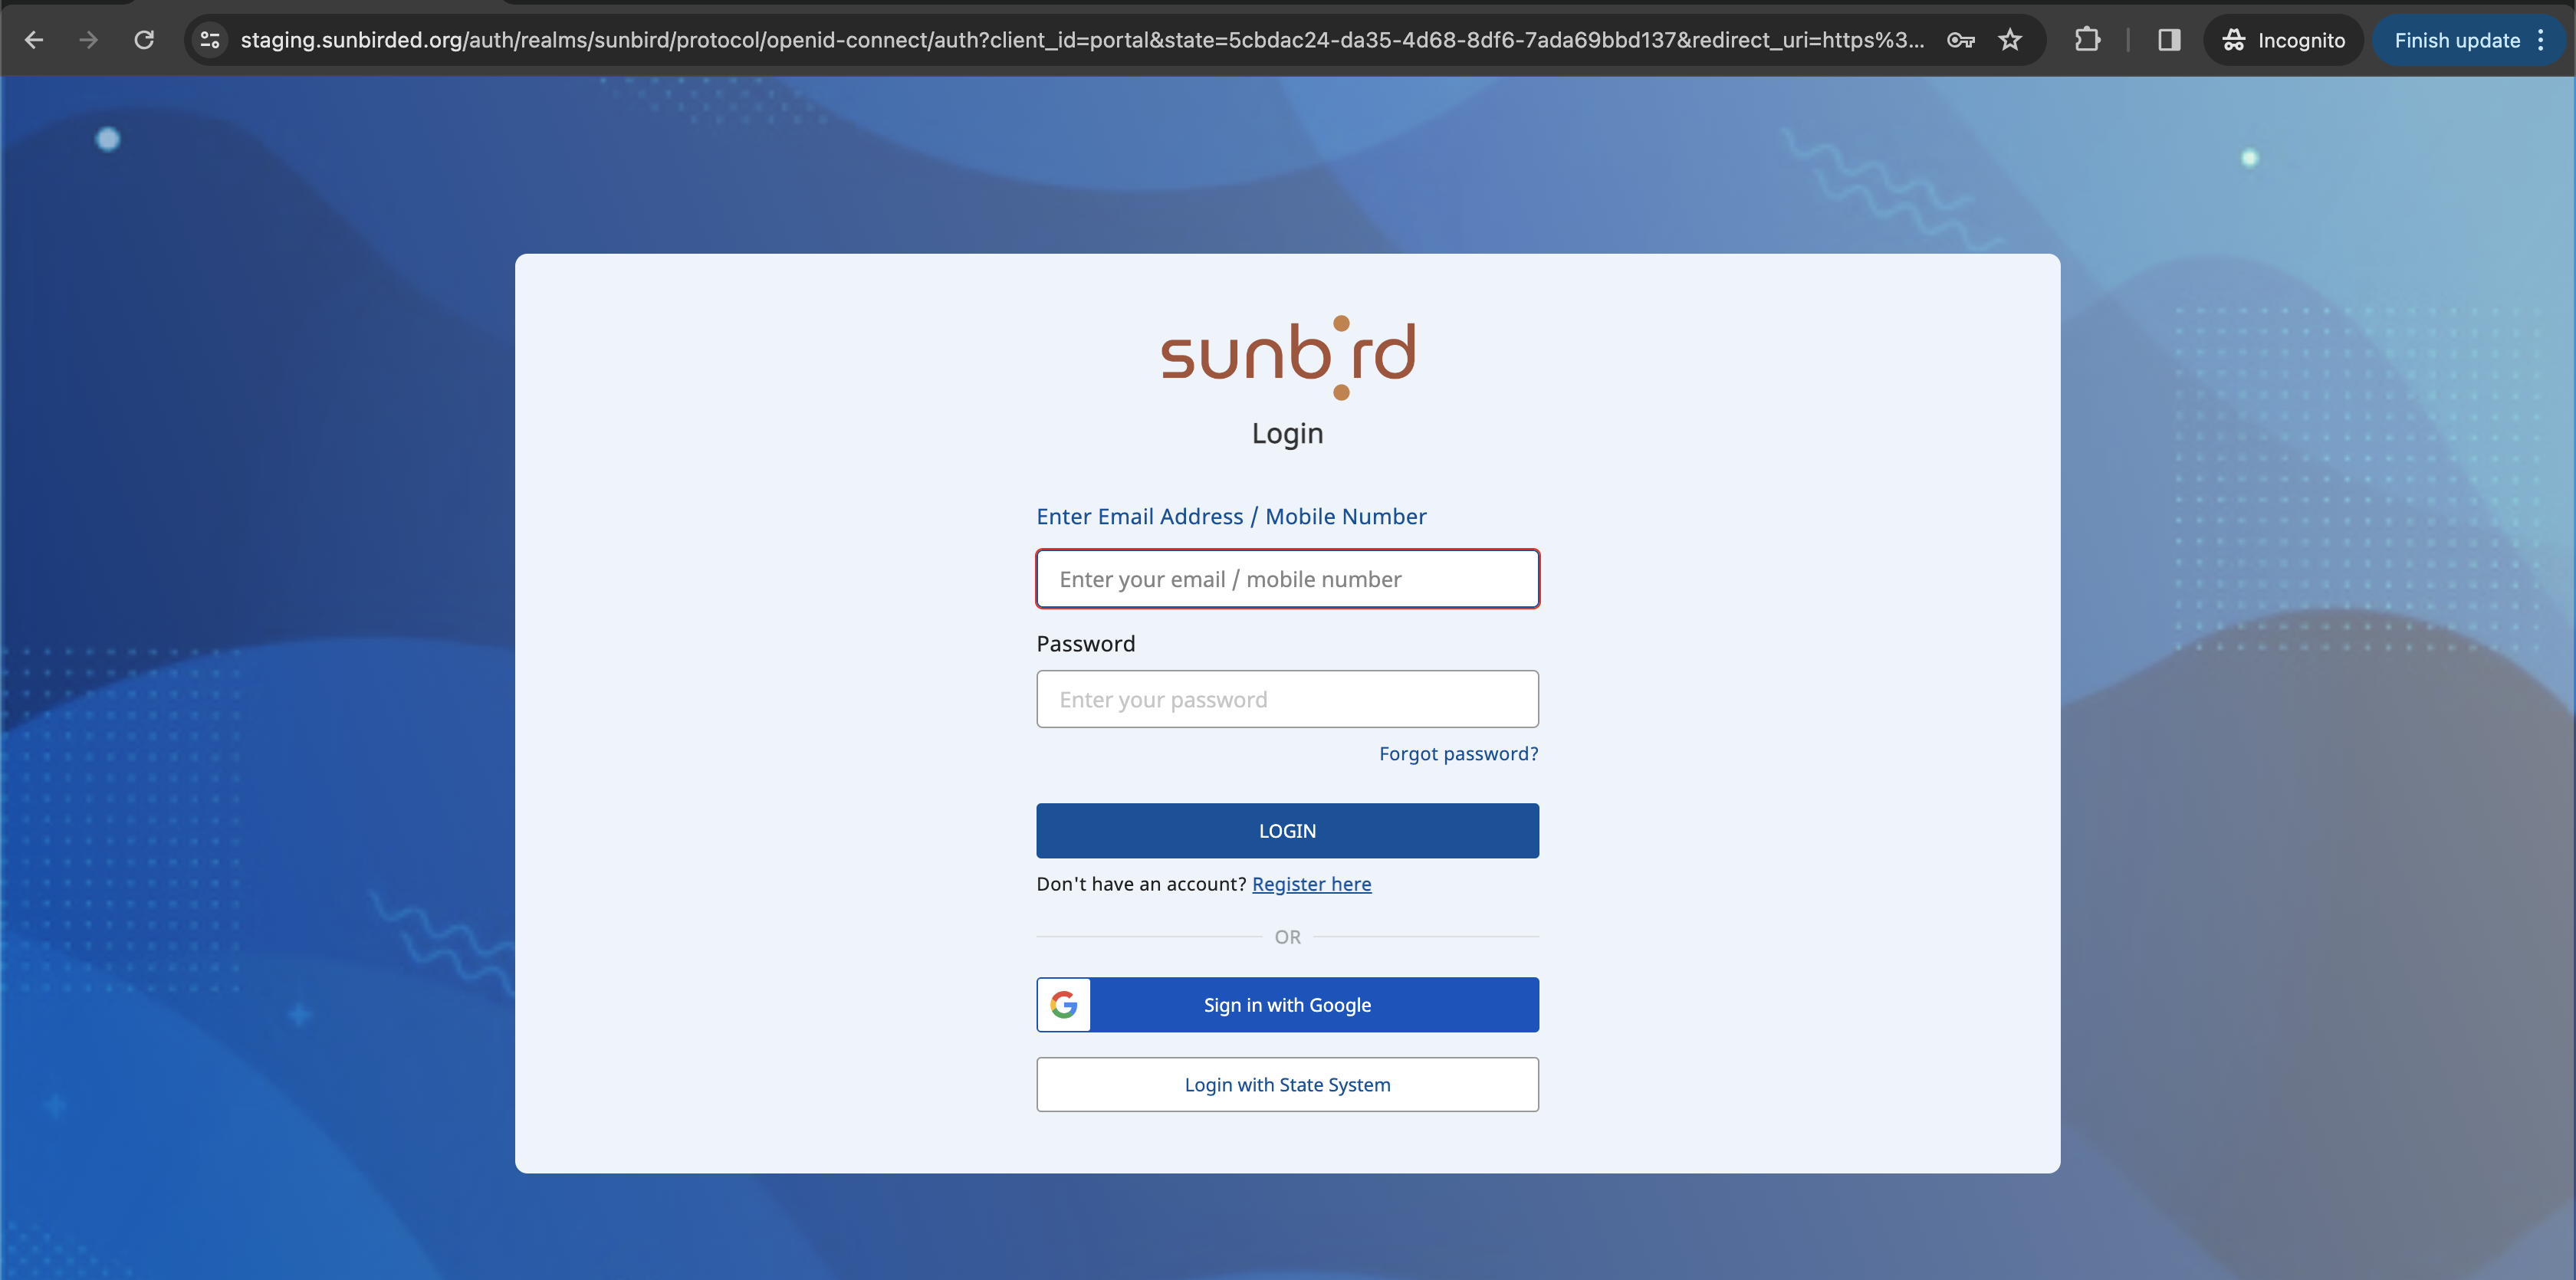 staging.sunbirded.org/auth/realms/sunbird/protocol/openid-connect/auth?client_id=portal&state=5cbdac24-da35-4d68-8df6-7ada69bbd137&redirect_uri=https%3...
Incognito
Finish update
sunbird
Login
Enter Email Address / Mobile Number
Enter your email / mobile number
Password
Enter your password
Forgot password?
LOGIN
Don't have an account? Register here
OR
Sign in with Google
Login with State System